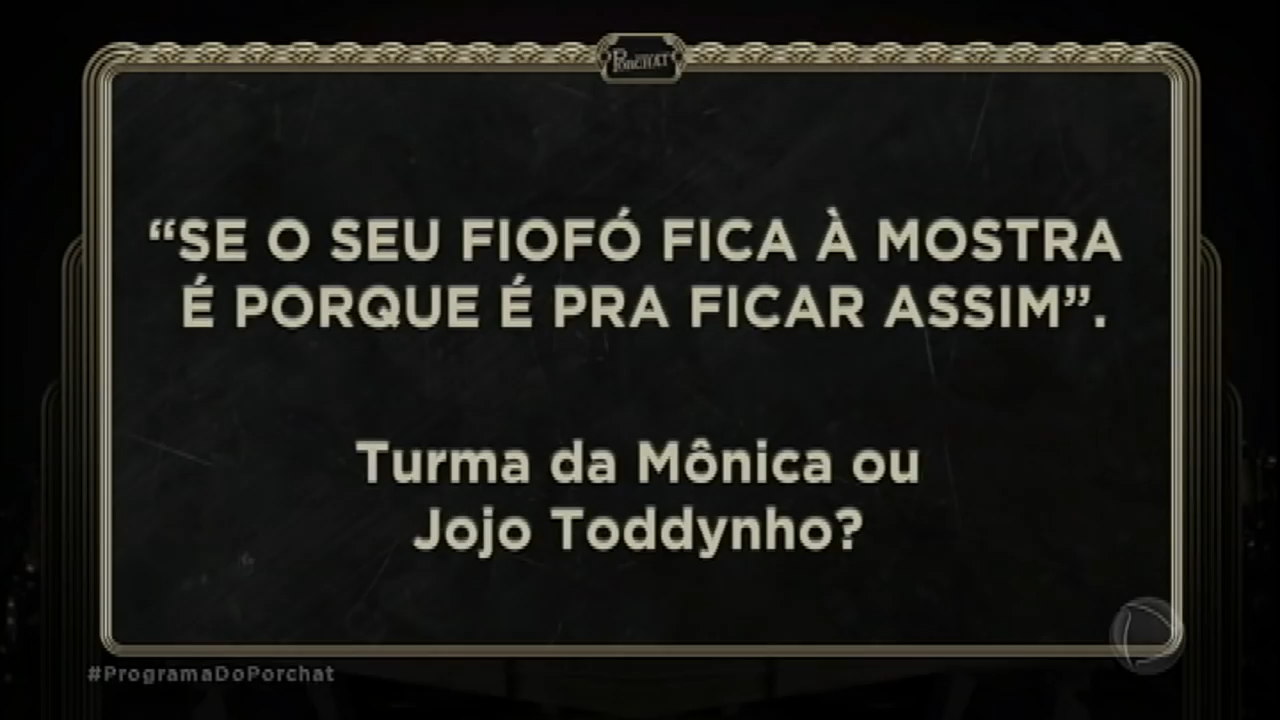 PORCHAT
“SE O SEU FIOFÓ FICA À MOSTRA
É PORQUE É PRA FICAR ASSIM”.
Turma da Mônica ou
Jojo Toddynho?
#ProgramaDoPorchat